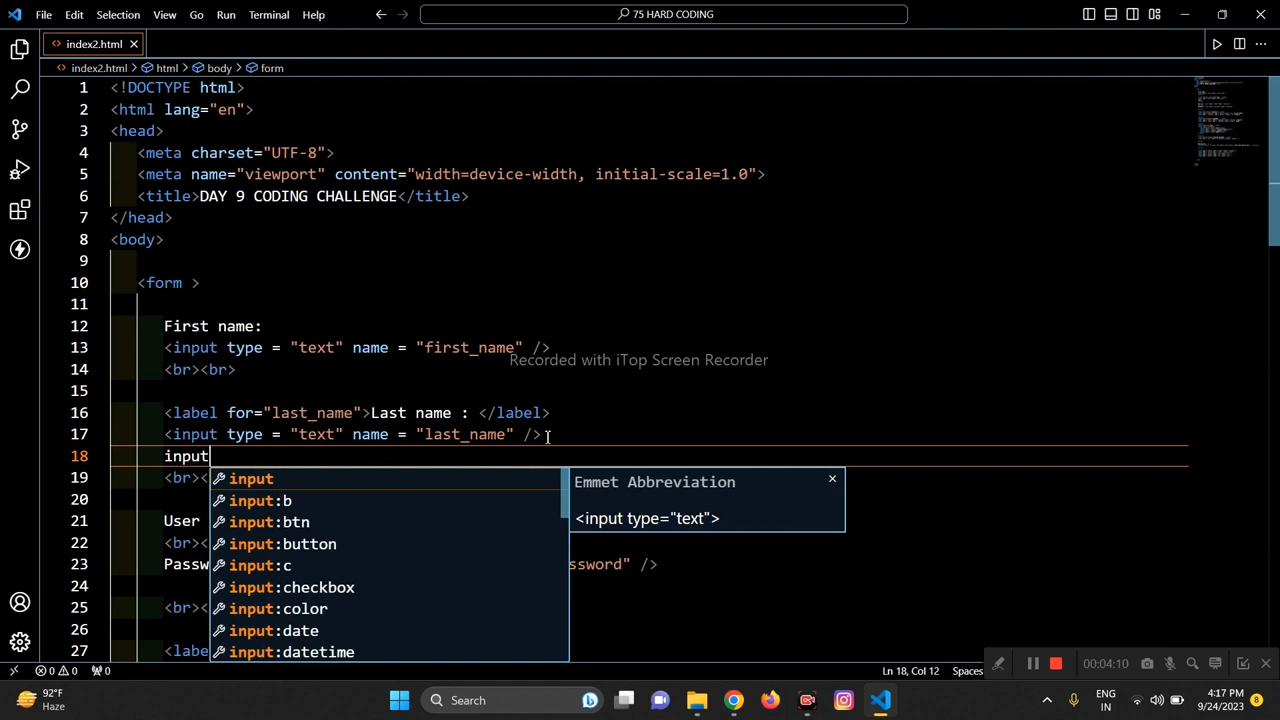 File Edit Selection View Go Run Terminal Help
75 HARD CODING
index2.html
index2.html > html > body > form
1 <!DOCTYPE html>
2 <html lang="en">
3 <head>
4 <meta charset="UTF-8">
5 <meta name="viewport" content="width=device-width, initial-scale=1.0">
6 <title>DAY 9 CODING CHALLENGE</title>
7 </head>
8 <body>
9
10 <form >
11
12 First name:
13 <input type = "text" name = "first_name" />
Recorded with iTop Screen Recorder
14 <br><br>
15
16 <label for="last_name">Last name : </label>
17 <input type = "text" name = "last_name" />
18 input
19 <br><
20
21 User
22 <br><
23 Passw
ssword" />
24
25 <br><
26
27 <labe
input
input:b
input:btn
input:button
input:c
input:checkbox
input:color
input:date
input:datetime
Emmet Abbreviation
<input type="text">
0 0 0
Ln 18, Col 12 Spaces
00:04:10
92°F
Haze
Search
ENG
IN
4:17 PM
9/24/2023
8